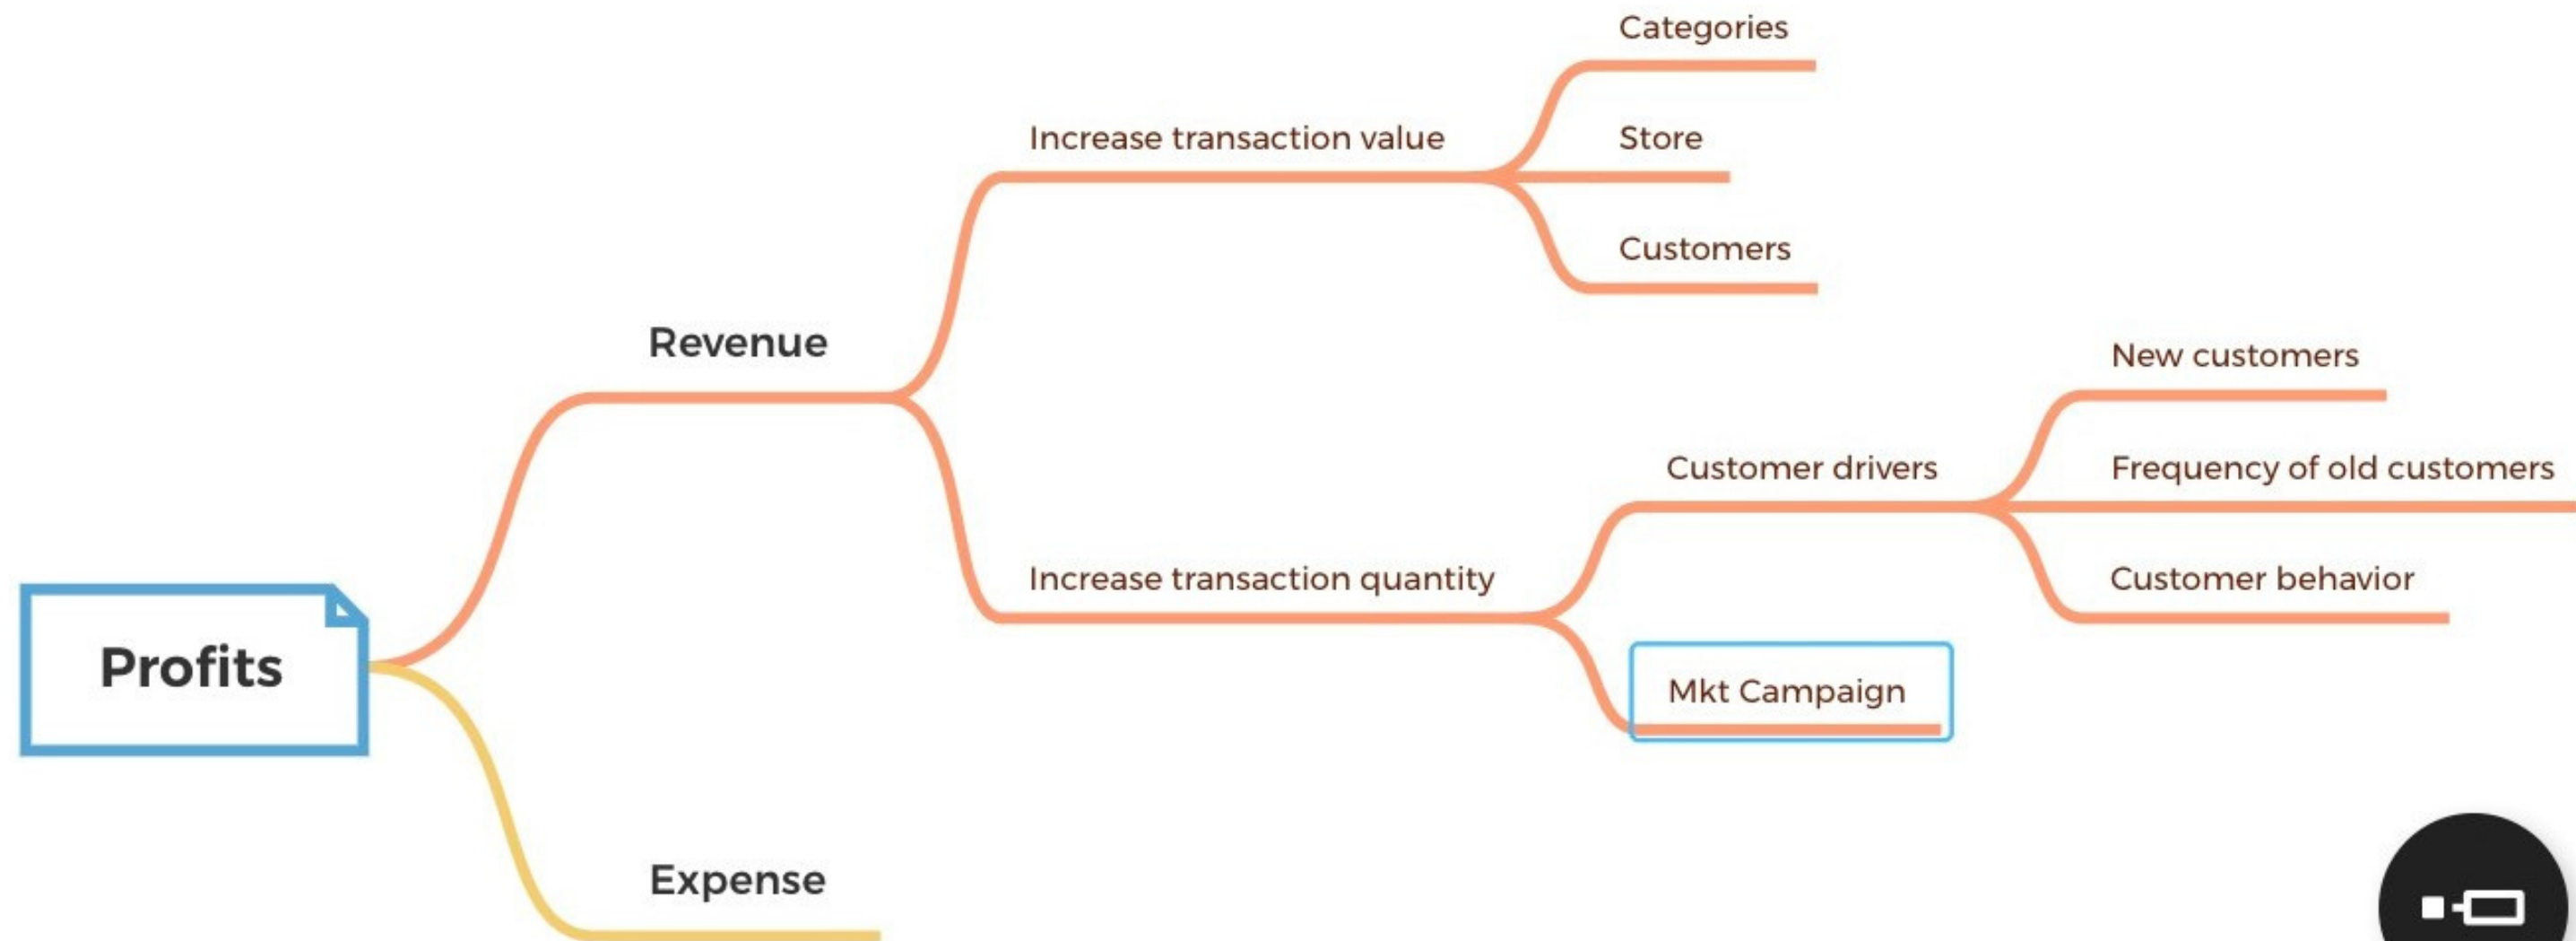 Categories
Increase transaction value
Store
Customers
Revenue
New customers
Customer drivers
Frequency of old customers
Increase transaction quantity
Customer behavior
Profits
Mkt Campaign
Expense